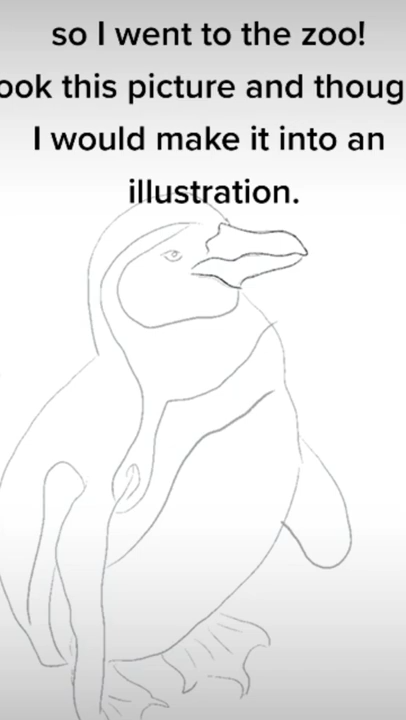 so I went to the zoo!
ook this picture and thoug
I would make it into an
illustration.